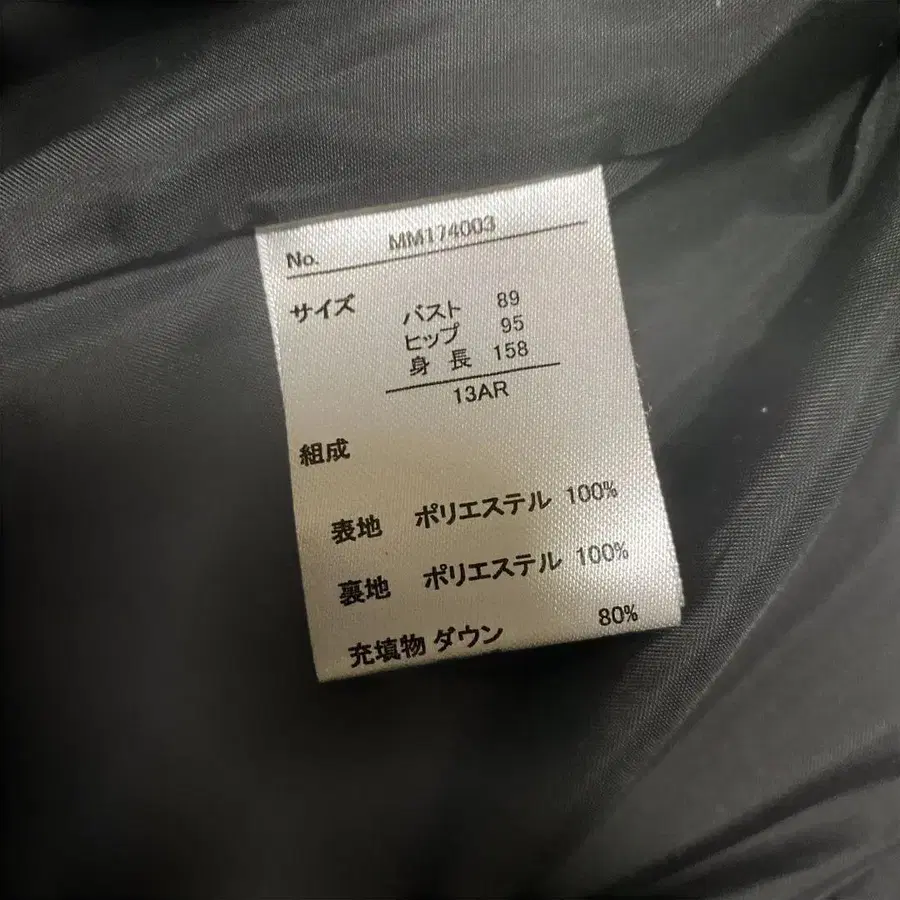 No. MM174003
サイズ
バスト 89
ヒップ 95
身長 158
13AR
組成
表地 ポリエステル 100%
裏地 ポリエステル 100%
充填物 ダウン 80%